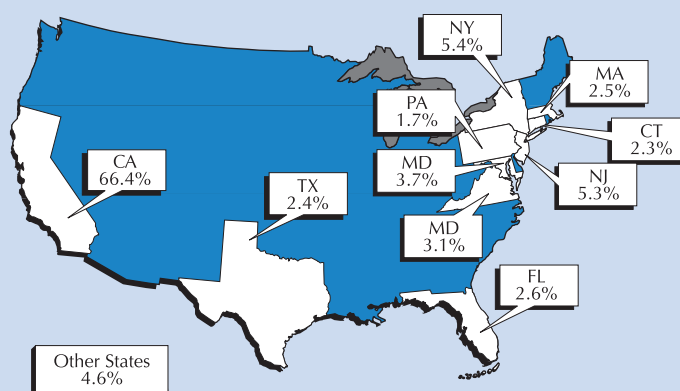 NY
5.4%
MA
2.5%
PA
1.7%
CT
2.3%
CA
66.4%
MD
3.7%
NJ
5.3%
TX
2.4%
MD
3.1%
FL
2.6%
Other States
4.6%